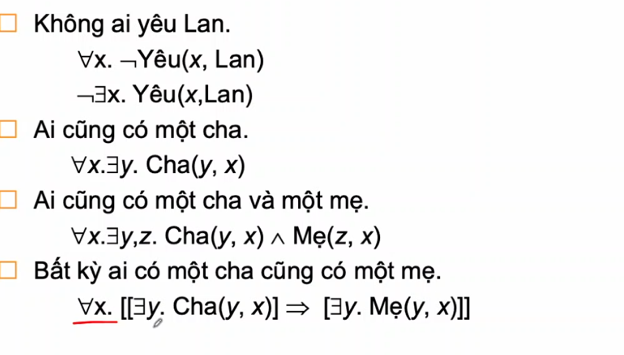 Không ai yêu Lan.
∀x. ¬Yêu(x, Lan)
¬∃x. Yêu(x,Lan)
Ai cũng có một cha.
∀x.∃y. Cha(y, x)
Ai cũng có một cha và một mẹ.
∀x.∃y,z. Cha(y, x) ∧ Mẹ(z, x)
Bất kỳ ai có một cha cũng có một mẹ.
∀x. [[∃y. Cha(y, x)] ⇒ [∃y. Mẹ(y, x)]]